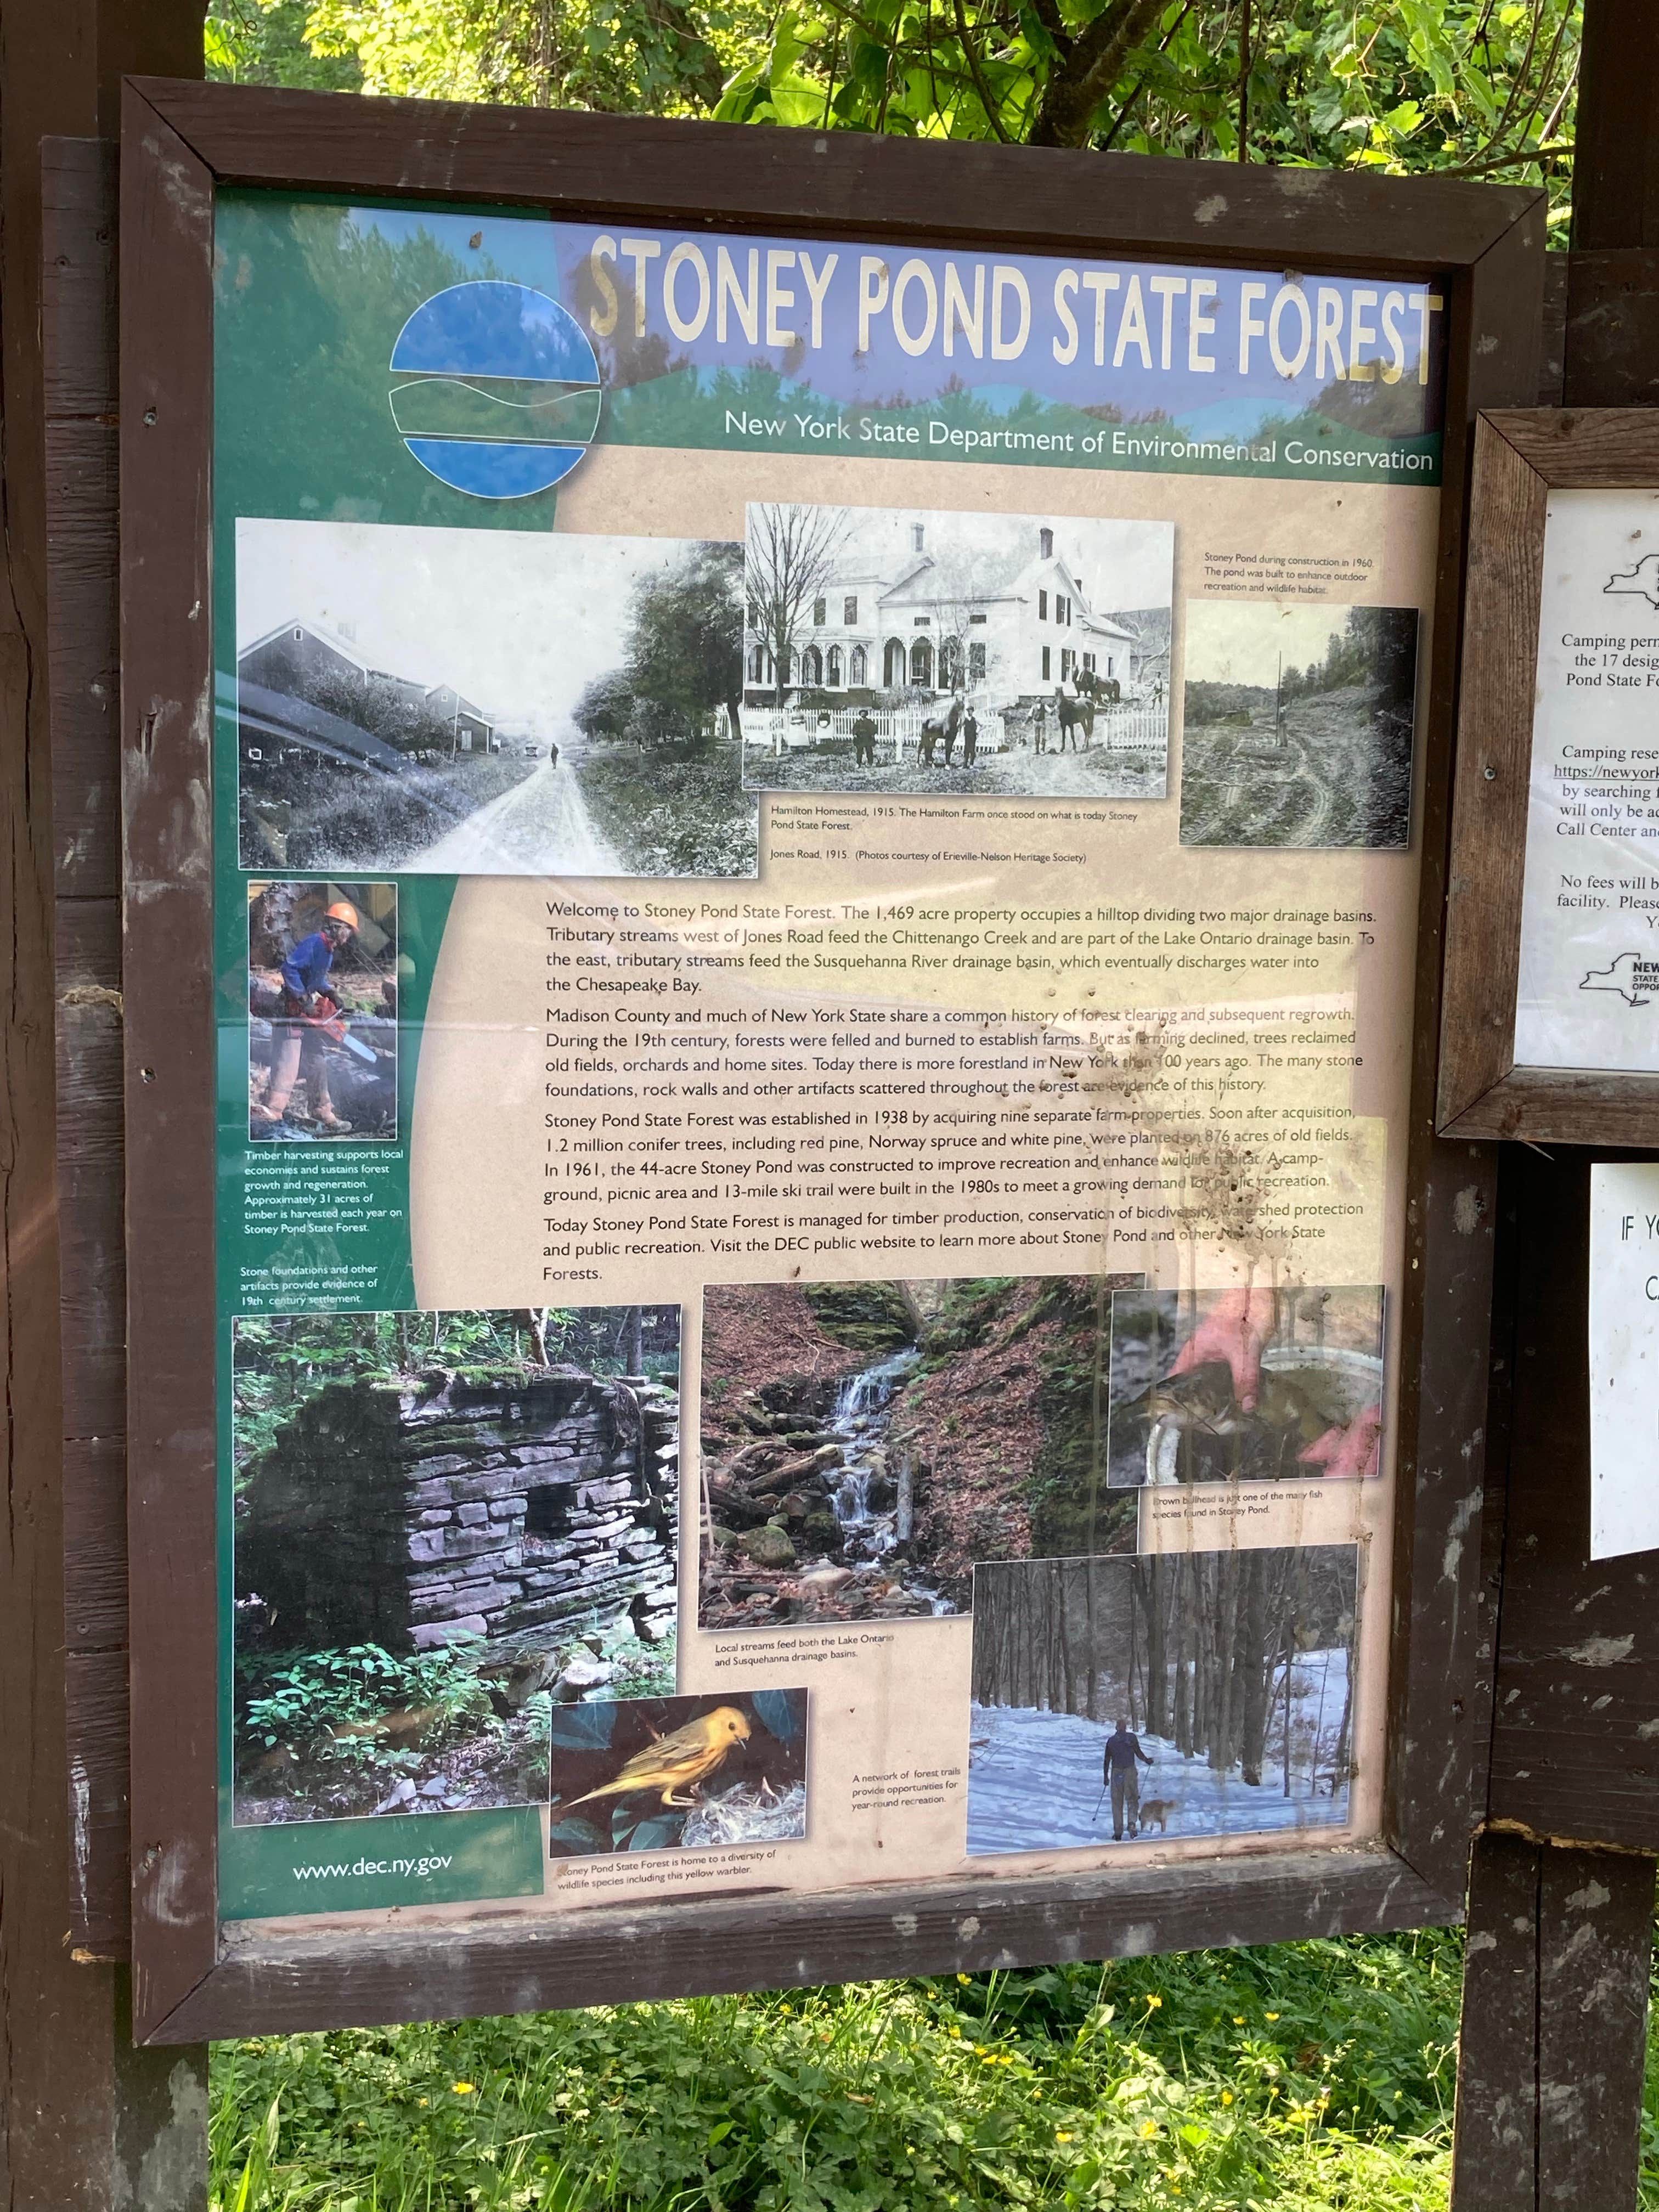 STONEY POND STATE FOREST
New York State Department of Environmental Conservation
Stoney Pond during construction in 1960.
The pond was built to enhance outdoor
recreation and wildlife habitat.
Hamilton Homestead, 1915. The Hamilton Farm once stood on what is today Stoney
Pond State Forest.
Jones Road, 1915. (Photos courtesy of Erieville-Nelson Heritage Society)
Welcome to Stoney Pond State Forest. The 1,469 acre property occupies a hilltop dividing two major drainage basins.
Tributary streams west of Jones Road feed the Chittenango Creek and are part of the Lake Ontario drainage basin. To
the east, tributary streams feed the Susquehanna River drainage basin, which eventually discharges water into
the Chesapeake Bay.
Madison County and much of New York State share a common history of forest clearing and subsequent regrowth.
During the 19th century, forests were felled and burned to establish farms. But as farming declined, trees reclaimed
old fields, orchards and home sites. Today there is more forestland in New York than 100 years ago. The many stone
foundations, rock walls and other artifacts scattered throughout the forest are evidence of this history.
Stoney Pond State Forest was established in 1938 by acquiring nine separate farm properties. Soon after acquisition,
1.2 million conifer trees, including red pine, Norway spruce and white pine, were planted on 876 acres of old fields.
In 1961, the 44-acre Stoney Pond was constructed to improve recreation and enhance wildlife habitat. A camp-
ground, picnic area and 13-mile ski trail were built in the 1980s to meet a growing demand for public recreation.
Today Stoney Pond State Forest is managed for timber production, conservation of biodiversity, watershed protection
and public recreation. Visit the DEC public website to learn more about Stoney Pond and other New York State
Forests.
Timber harvesting supports local
economies and sustains forest
growth and regeneration.
Approximately 31 acres of
timber is harvested each year on
Stoney Pond State Forest.
Stone foundations and other
artifacts provide evidence of
19th century settlement.
Brown bullhead is just one of the many fish
species found in Stoney Pond.
Local streams feed both the Lake Ontario
and Susquehanna drainage basins.
A network of forest trails
provide opportunities for
year-round recreation.
Stoney Pond State Forest is home to a diversity of
wildlife species including this yellow warbler.
www.dec.ny.gov
Camping
the 17
Pond State
Camping
https://newyork
by searching
will only be
Call Center
No fees will
facility. Please
NEW
STATE
IF